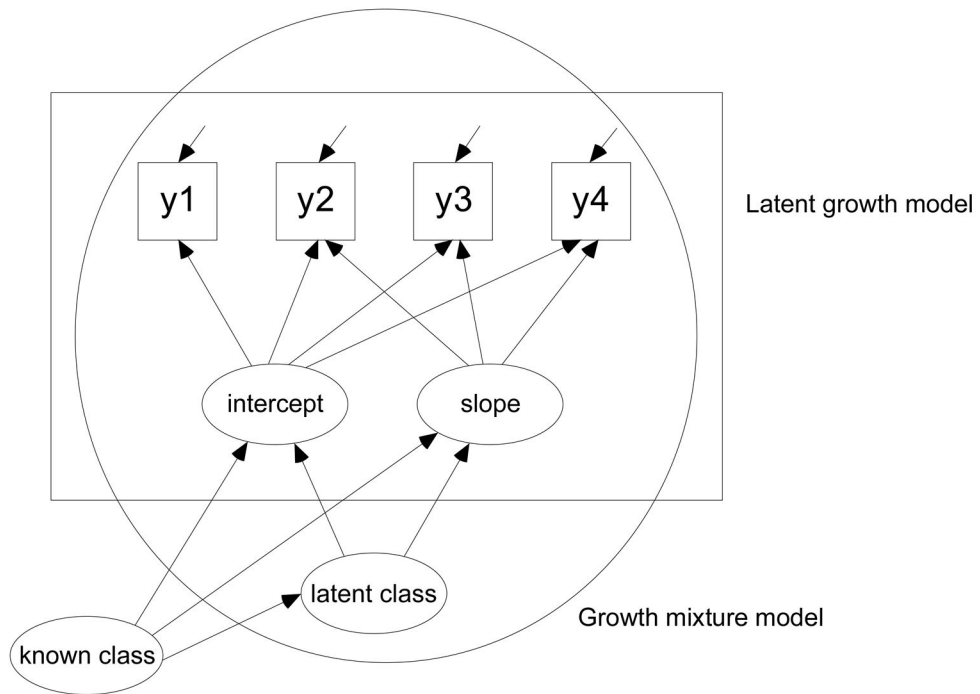 y1
y2
y3
y4
Latent growth model
intercept
slope
latent class
Growth mixture model
known class